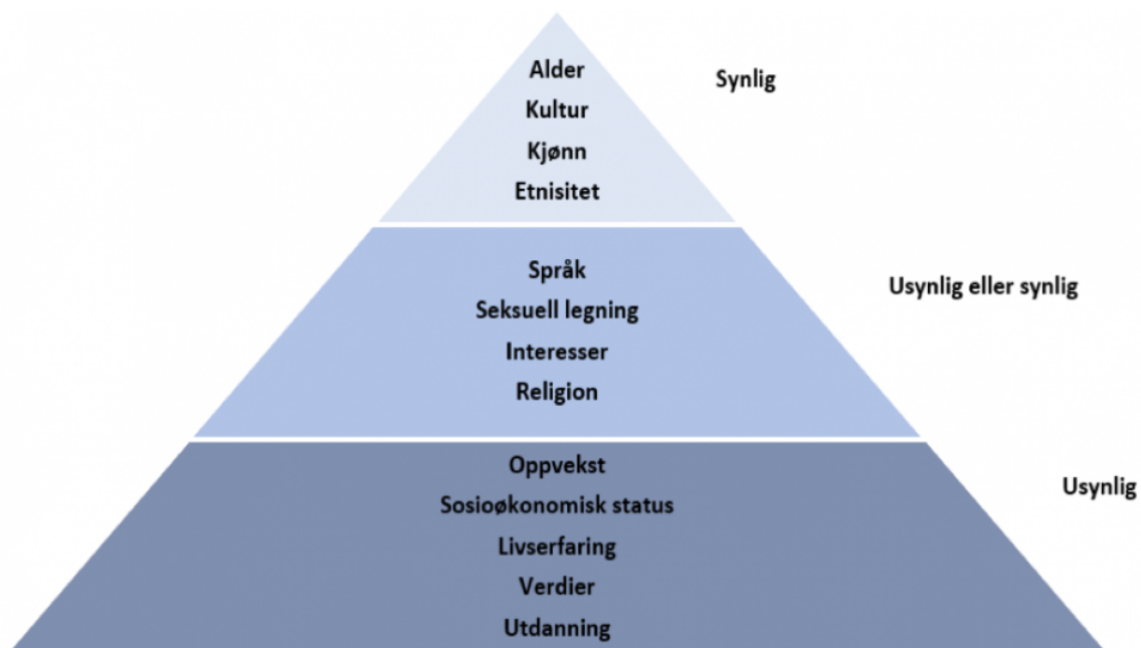 Alder
Synlig
Kultur
Kjønn
Etnisitet
Språk
Usynlig eller synlig
Seksuell legning
Interesser
Religion
Oppvekst
Usynlig
Sosioøkonomisk status
Livserfaring
Verdier
Utdanning